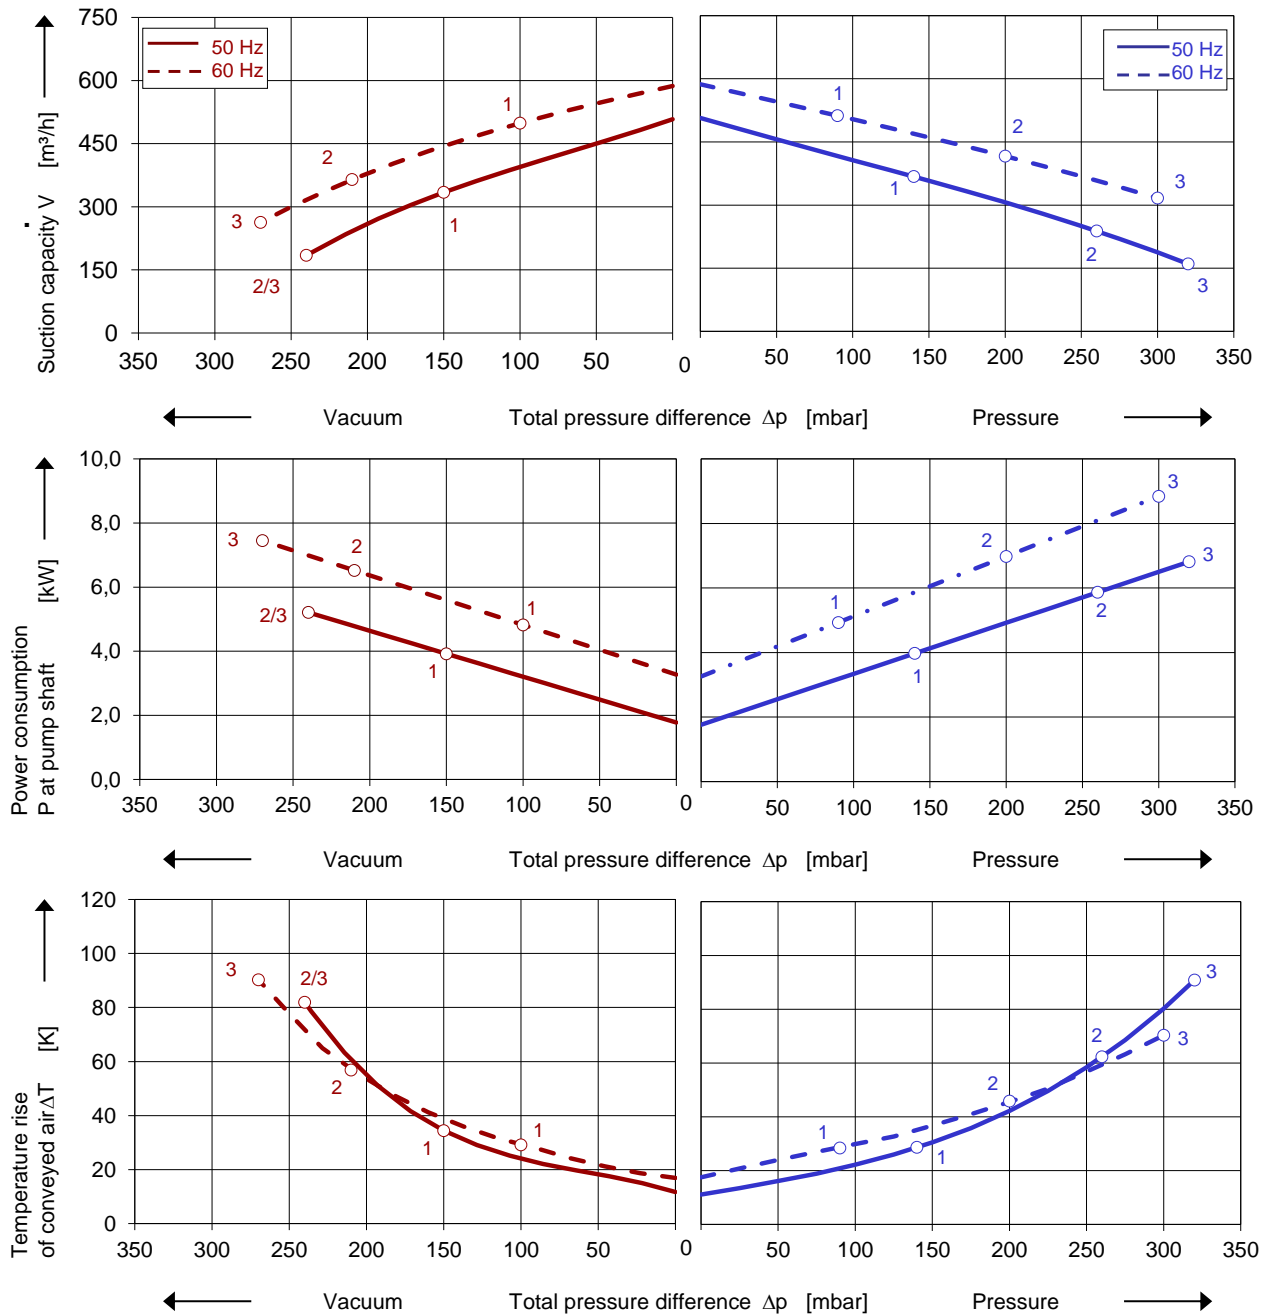 750
600
450
300
150
0
Suction capacity V̇ [m³/h]
50 Hz
60 Hz
1
2
3
1
2/3
350 300 250 200 150 100 50 0
50 Hz
60 Hz
1
2
3
1
2
3
50 100 150 200 250 300 350
Vacuum Total pressure difference Δp [mbar] Pressure
10,0
8,0
6,0
4,0
2,0
0,0
Power consumption
P at pump shaft [kW]
3
2
1
2/3
1
350 300 250 200 150 100 50 0
3
2
1
3
2
1
50 100 150 200 250 300 350
Vacuum Total pressure difference Δp [mbar] Pressure
120
100
80
60
40
20
0
Temperature rise
of conveyed air ΔT [K]
3
2/3
2
1
1
350 300 250 200 150 100 50 0
3
2
3
2
1
1
50 100 150 200 250 300 350
Vacuum Total pressure difference Δp [mbar] Pressure